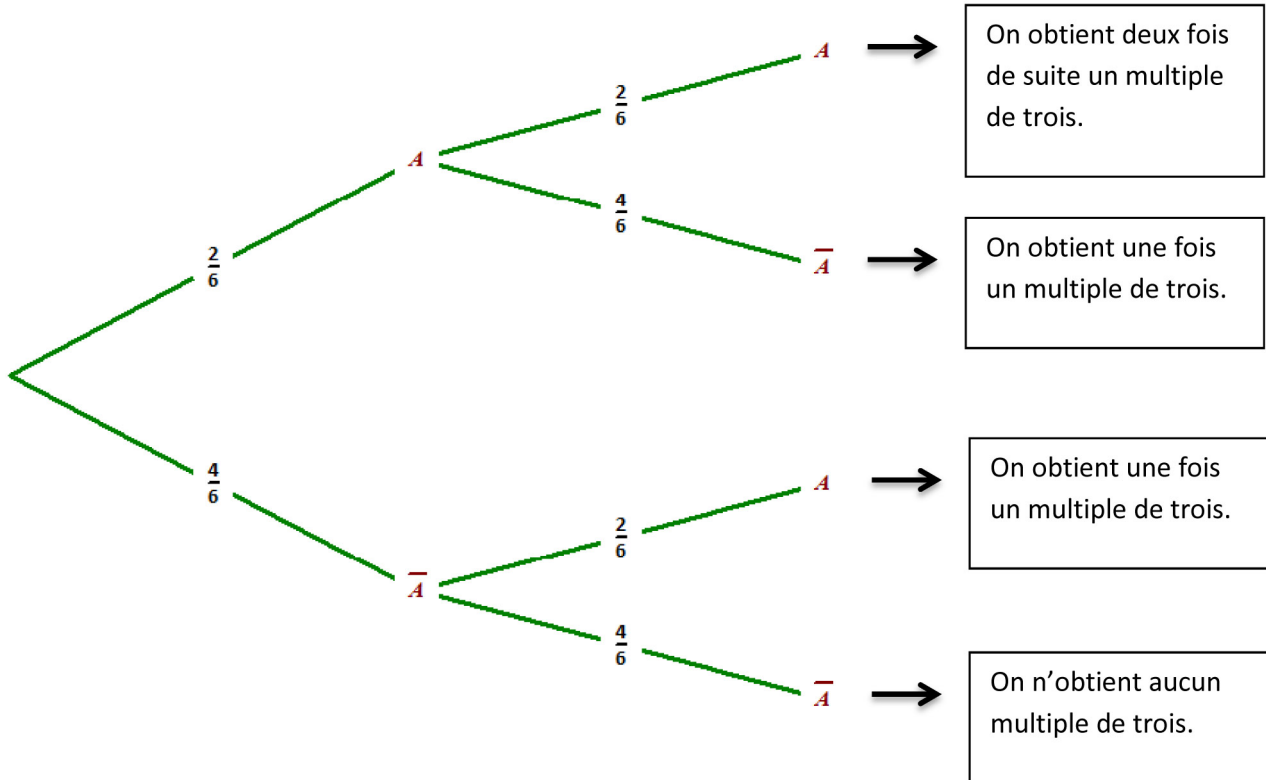 A
On obtient deux fois
de suite un multiple
de trois.
2
6
A
4
6
A̅
On obtient une fois
un multiple de trois.
2
6
4
6
A
On obtient une fois
un multiple de trois.
2
6
A̅
4
6
A̅
On n’obtient aucun
multiple de trois.